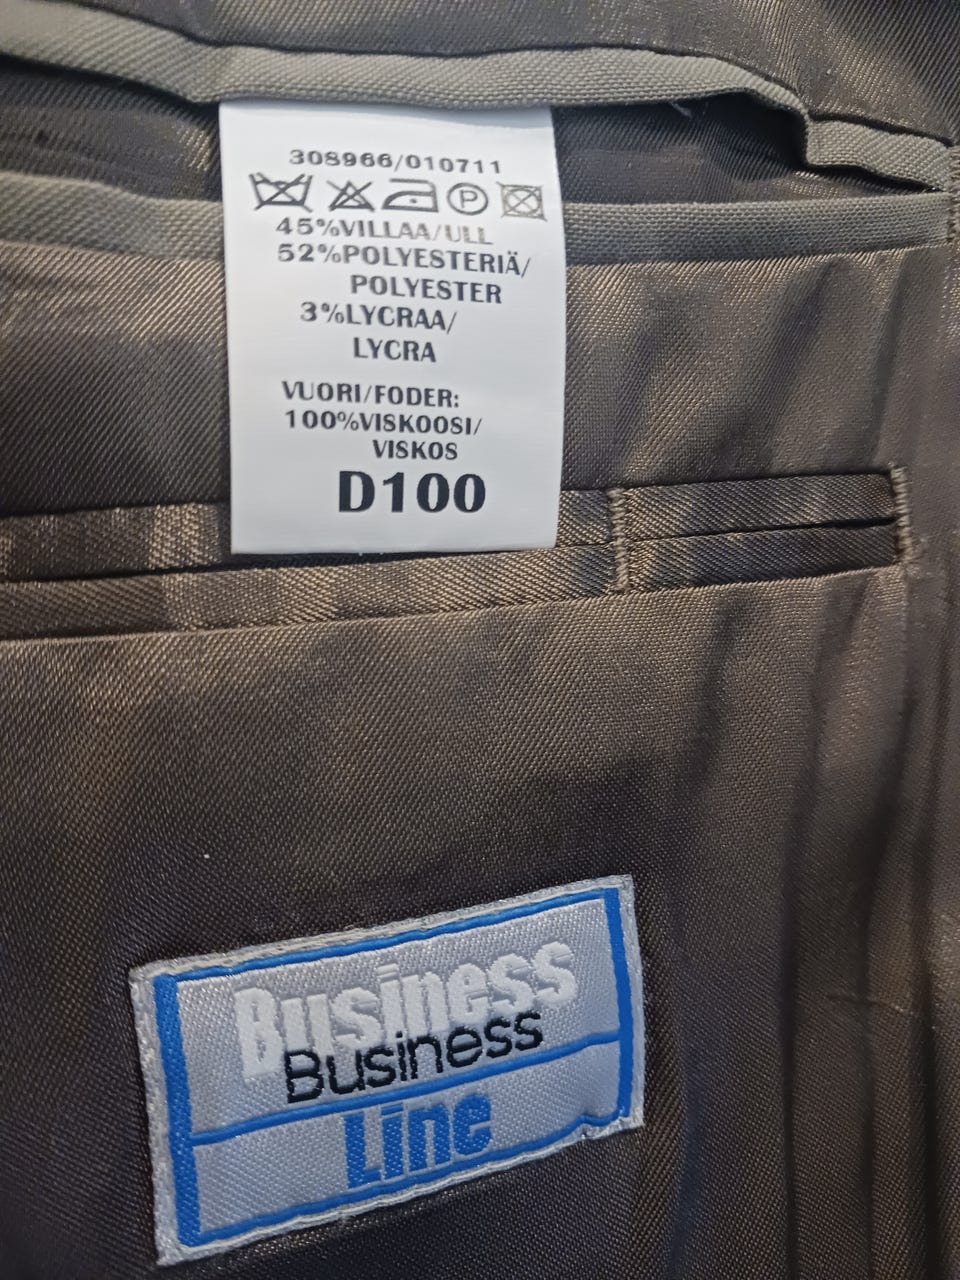 308966/010711
P
45%VILLAA/ULL
52%POLYESTERIÄ/
POLYESTER
3%LYCRAA/
LYCRA
VUORI/FODER:
100%VISKOOSI/
VISKOS
D100
Business
Business
Line